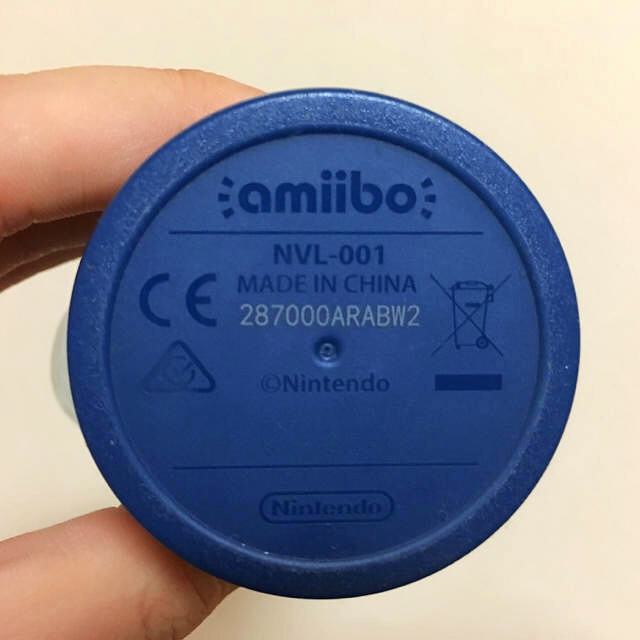 amiibo
NVL-001
MADE IN CHINA
CE
287000ARABW2
©Nintendo
Nintendo